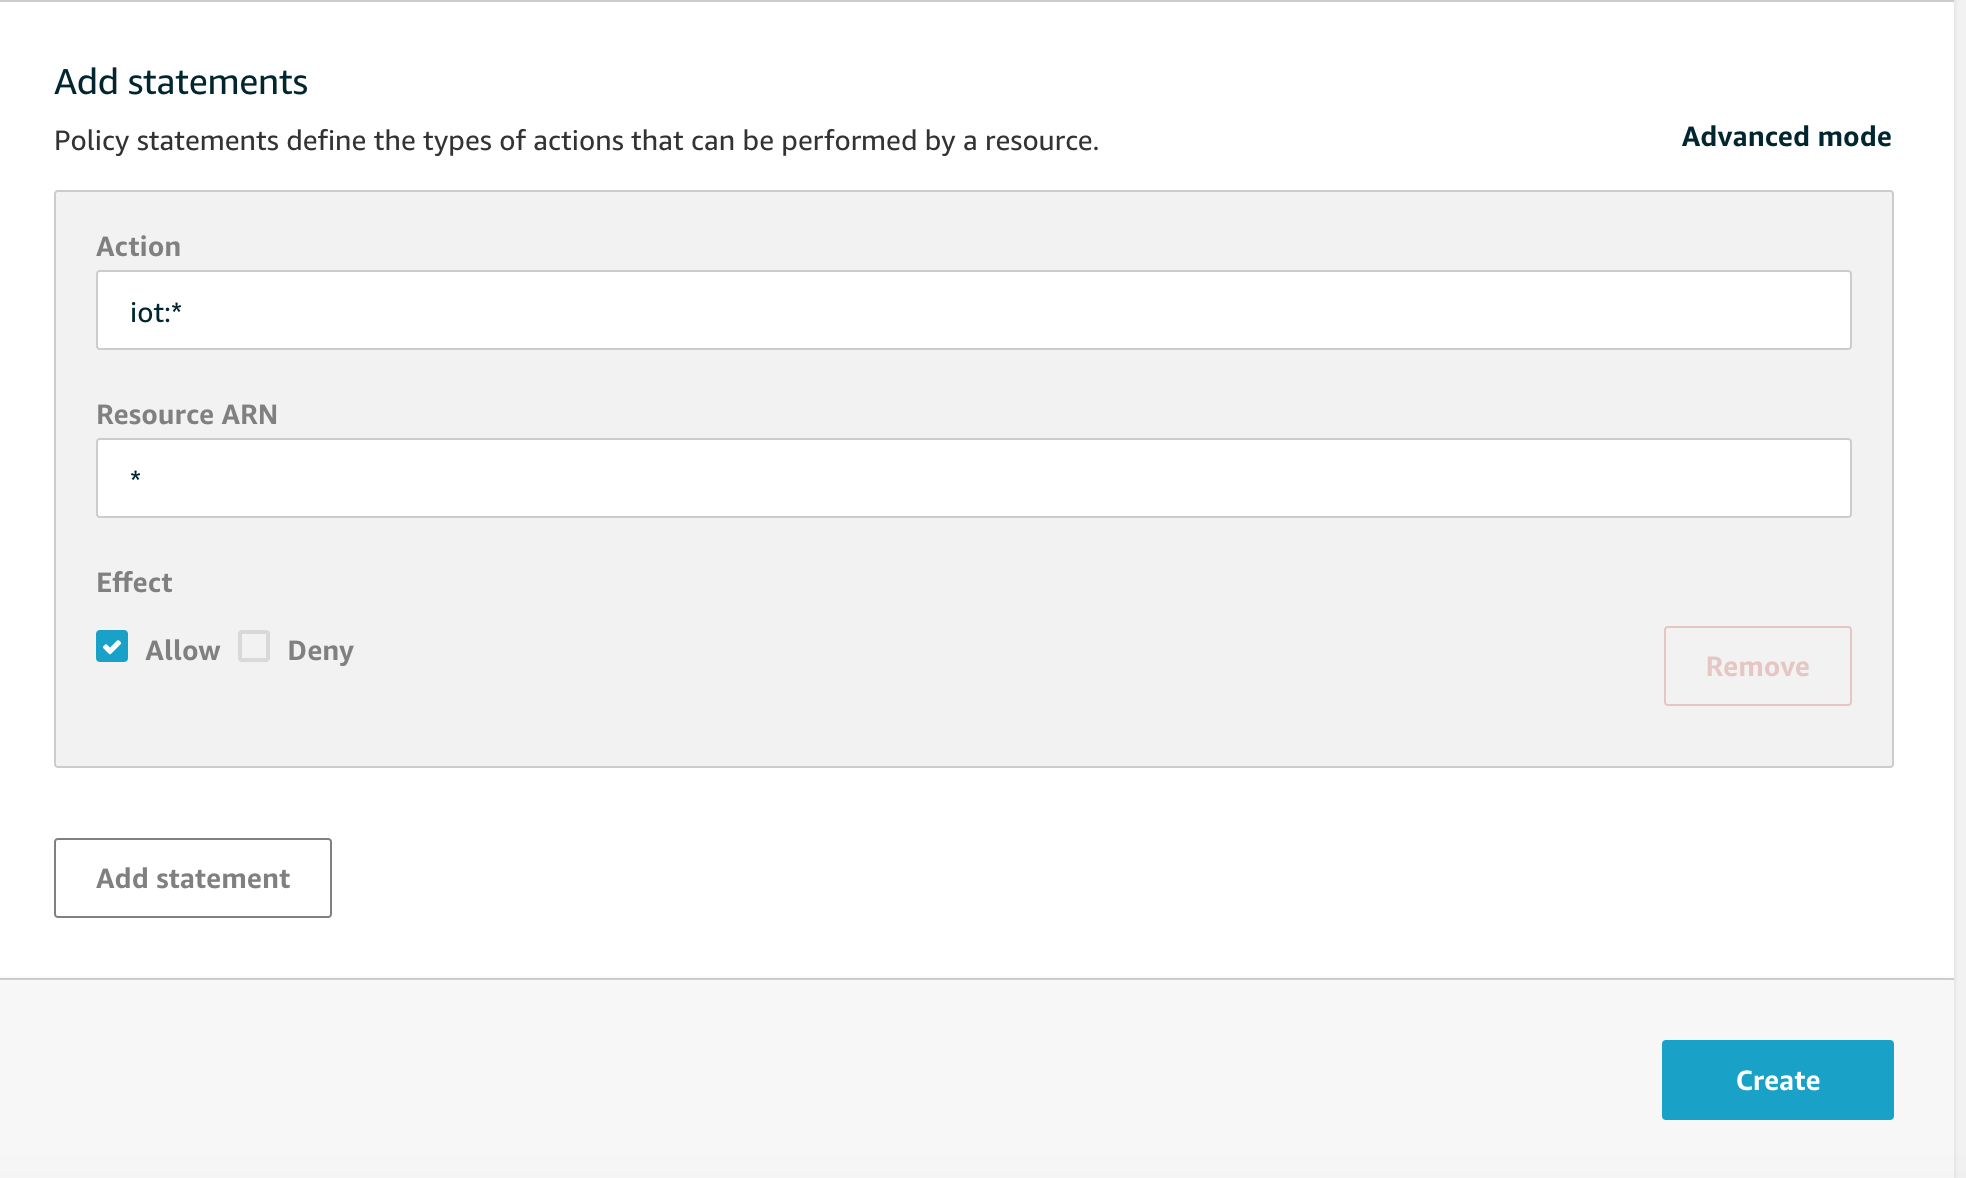 Add statements
Policy statements define the types of actions that can be performed by a resource.
Advanced mode
Action
iot:*
Resource ARN
*
Effect
Allow Deny
Remove
Add statement
Create